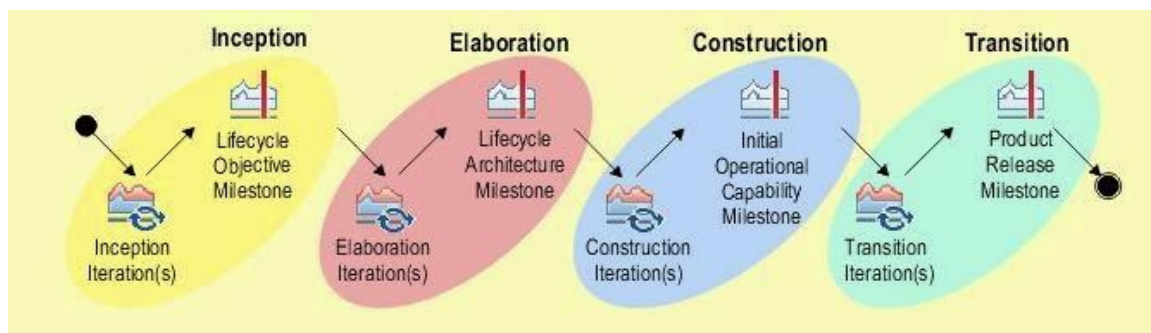 Inception
Elaboration
Construction
Transition
Lifecycle
Objective
Milestone
Inception
Iteration(s)
Lifecycle
Architecture
Milestone
Elaboration
Iteration(s)
Initial
Operational
Capability
Milestone
Construction
Iteration(s)
Product
Release
Milestone
Transition
Iteration(s)